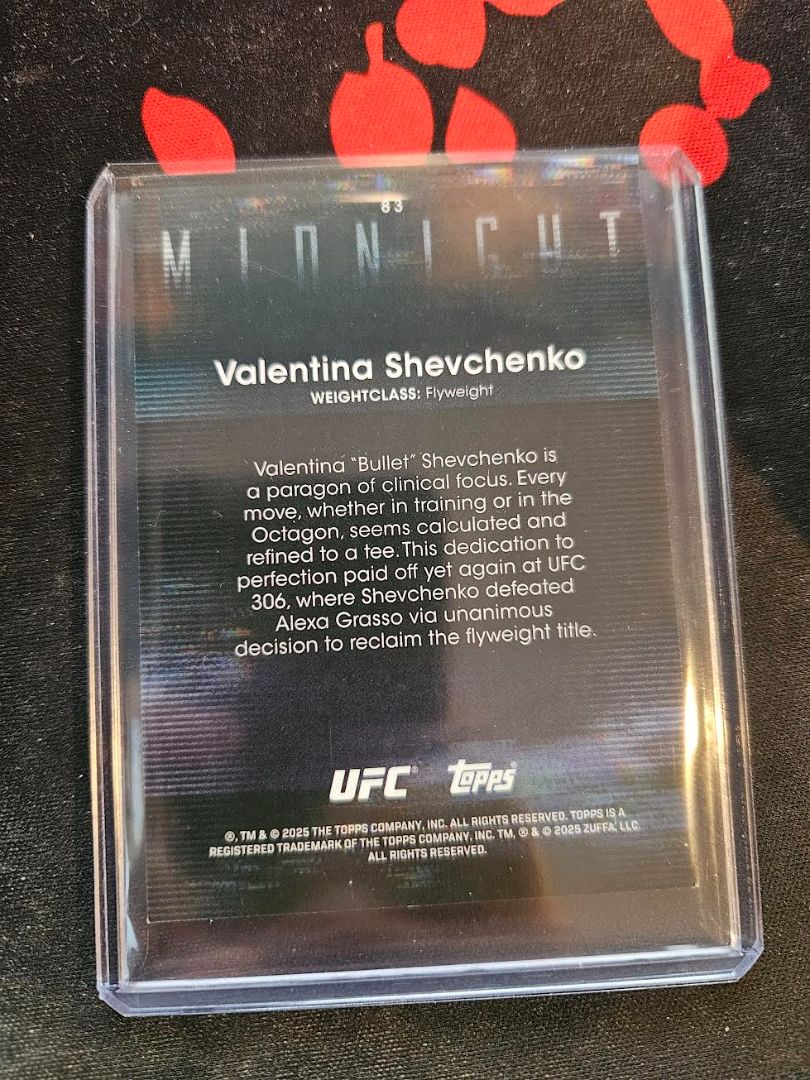 83
MIDNIGHT
Valentina Shevchenko
WEIGHTCLASS: Flyweight
Valentina "Bullet" Shevchenko is
a paragon of clinical focus. Every
move, whether in training or in the
Octagon, seems calculated and
refined to a tee. This dedication to
perfection paid off yet again at UFC
306, where Shevchenko defeated
Alexa Grasso via unanimous
decision to reclaim the flyweight title.
UFC® Topps®
®, TM & © 2025 THE TOPPS COMPANY, INC. ALL RIGHTS RESERVED. TOPPS IS A
REGISTERED TRADEMARK OF THE TOPPS COMPANY, INC. TM, ® & © 2025 ZUFFA, LLC.
ALL RIGHTS RESERVED.